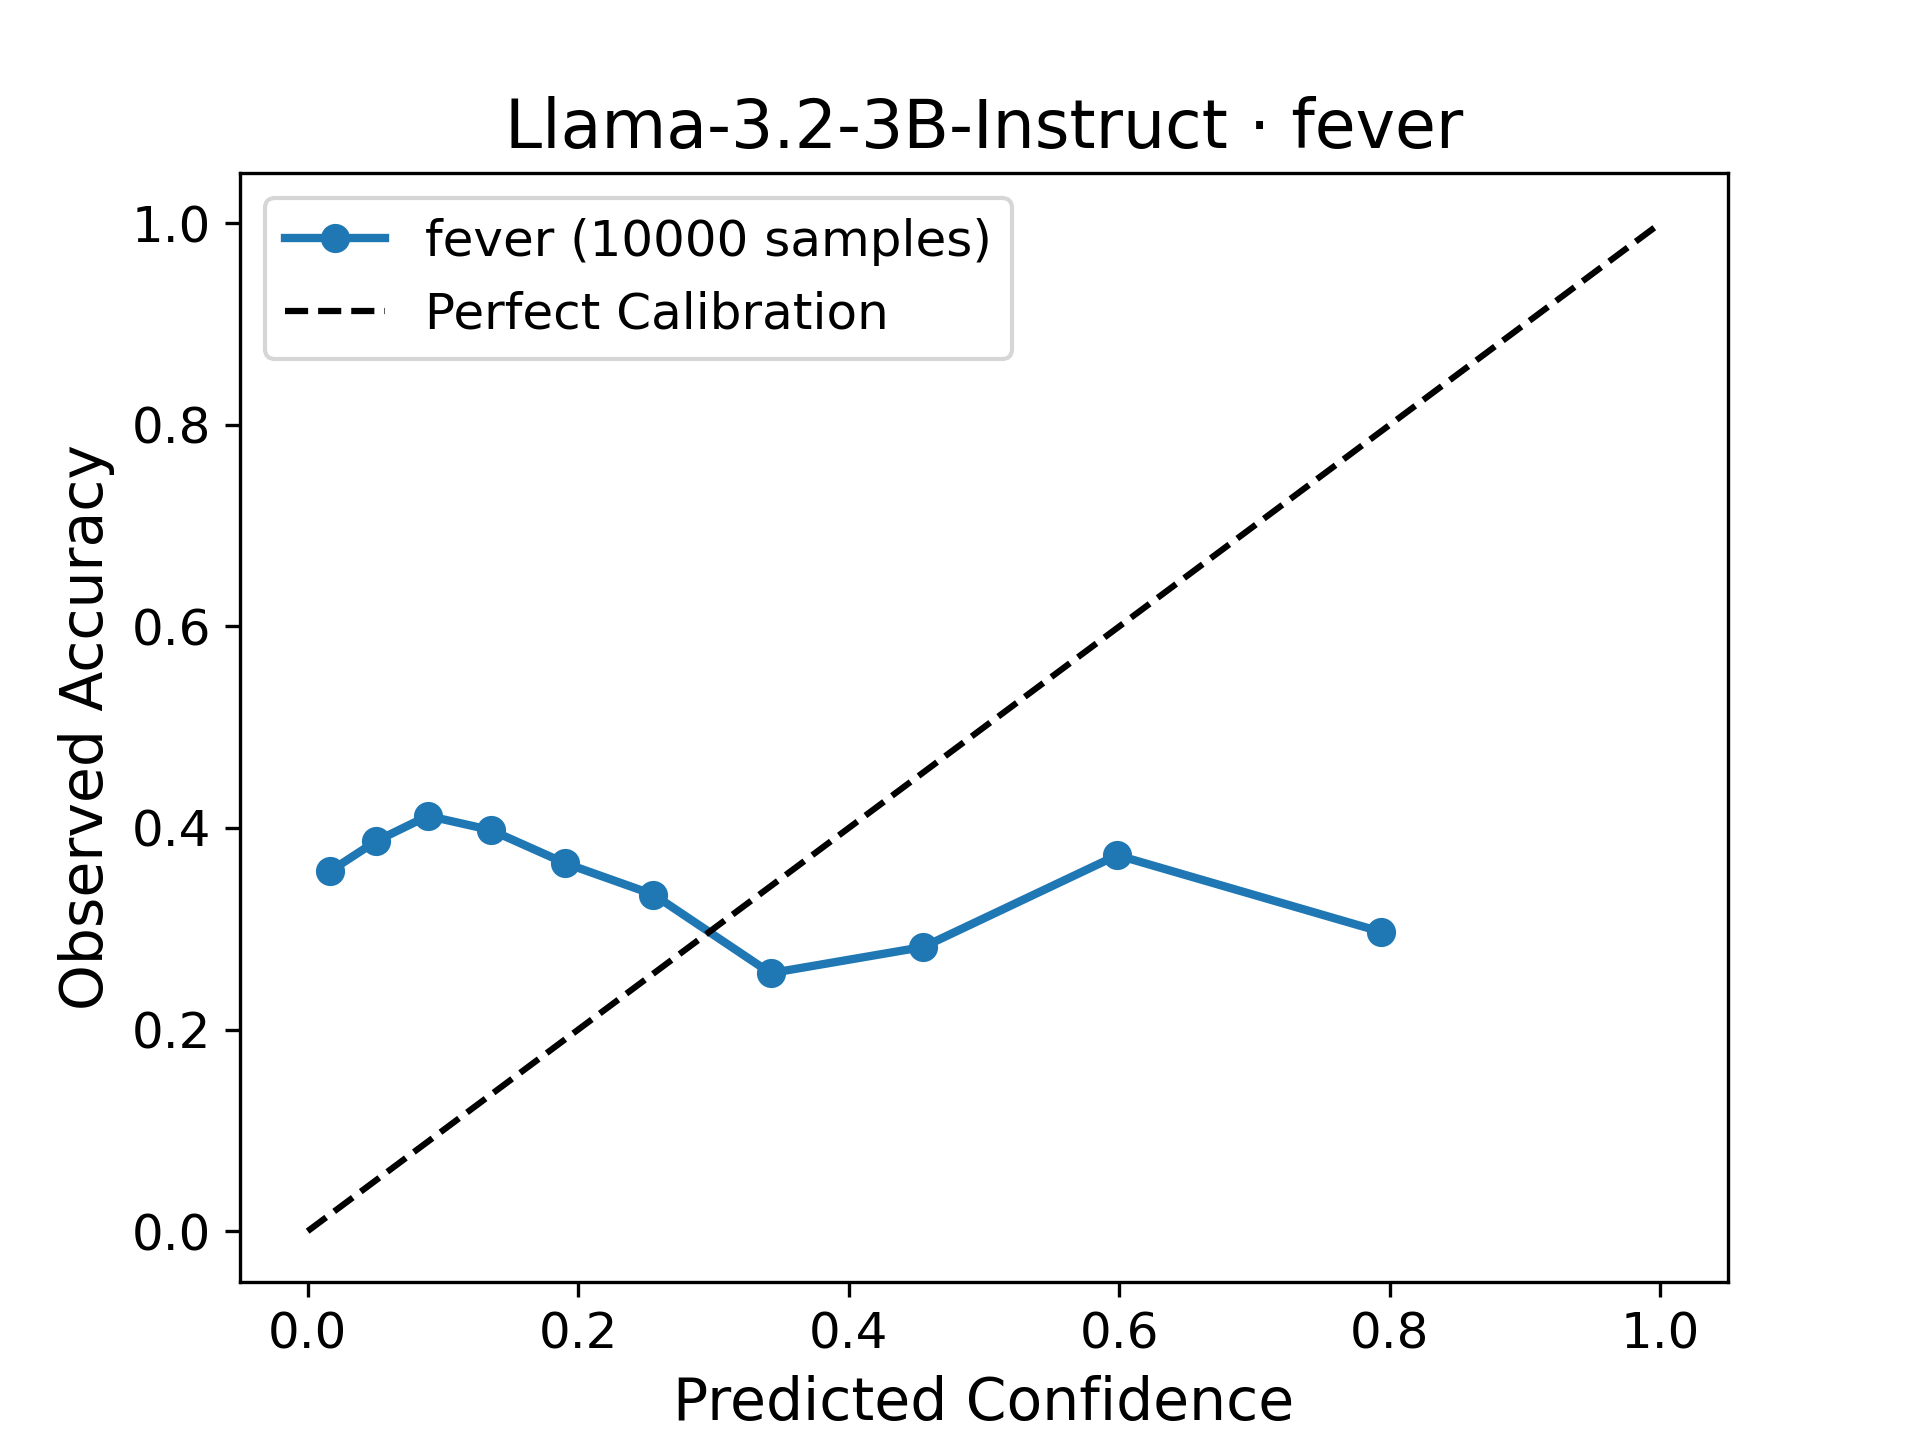 Llama-3.2-3B-Instruct · fever
fever (10000 samples)
Perfect Calibration
Observed Accuracy
1.0
0.8
0.6
0.4
0.2
0.0
0.0 0.2 0.4 0.6 0.8 1.0
Predicted Confidence